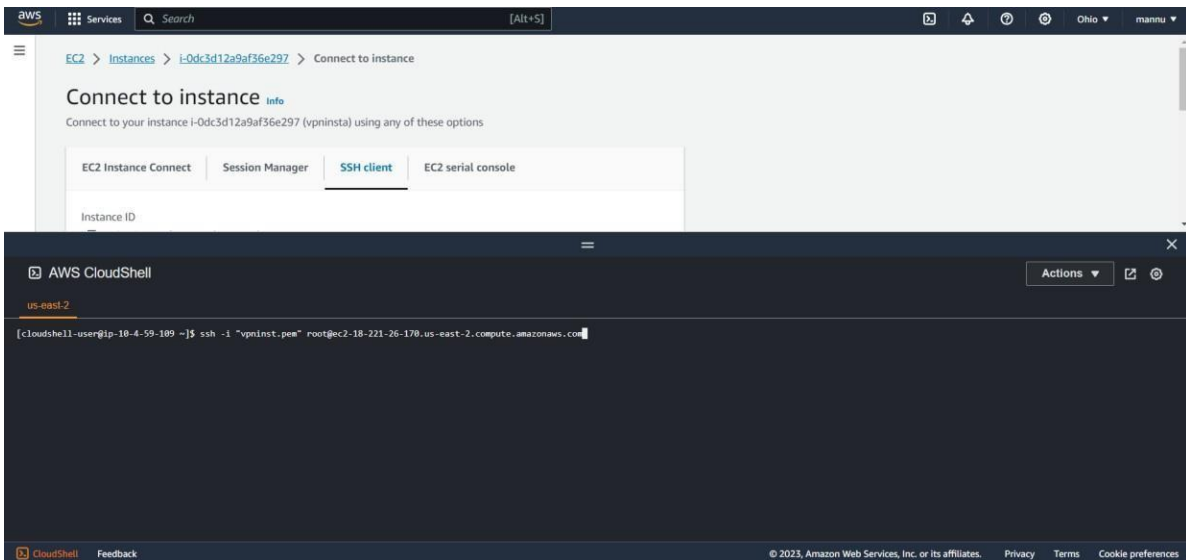 aws Services Search [Alt+S] Ohio mannu
EC2 > Instances > i-0dc3d12a9af36e297 > Connect to instance
Connect to instance Info
Connect to your instance i-0dc3d12a9af36e297 (vpninsta) using any of these options
EC2 Instance Connect Session Manager SSH client EC2 serial console
Instance ID
AWS CloudShell Actions
us-east-2
[cloudshell-user@ip-10-4-59-109 ~]$ ssh -i "vpninst.pem" root@ec2-18-221-26-170.us-east-2.compute.amazonaws.com
CloudShell Feedback © 2023, Amazon Web Services, Inc. or its affiliates. Privacy Terms Cookie preferences